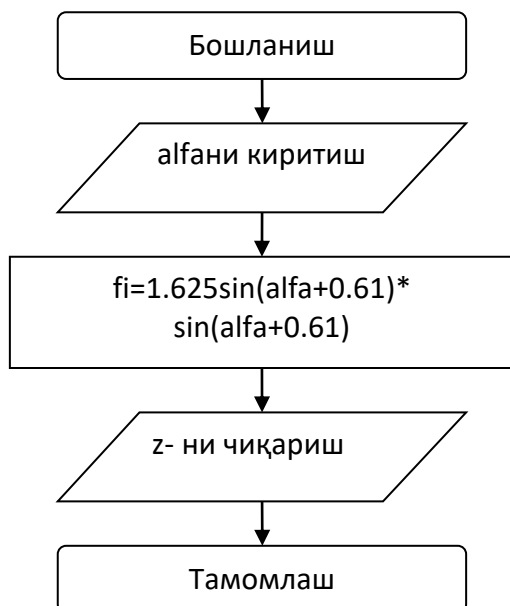 Бошланиш
alfaни киритиш
fi=1.625sin(alfa+0.61)*
sin(alfa+0.61)
z- ни чиқариш
Тамомлаш